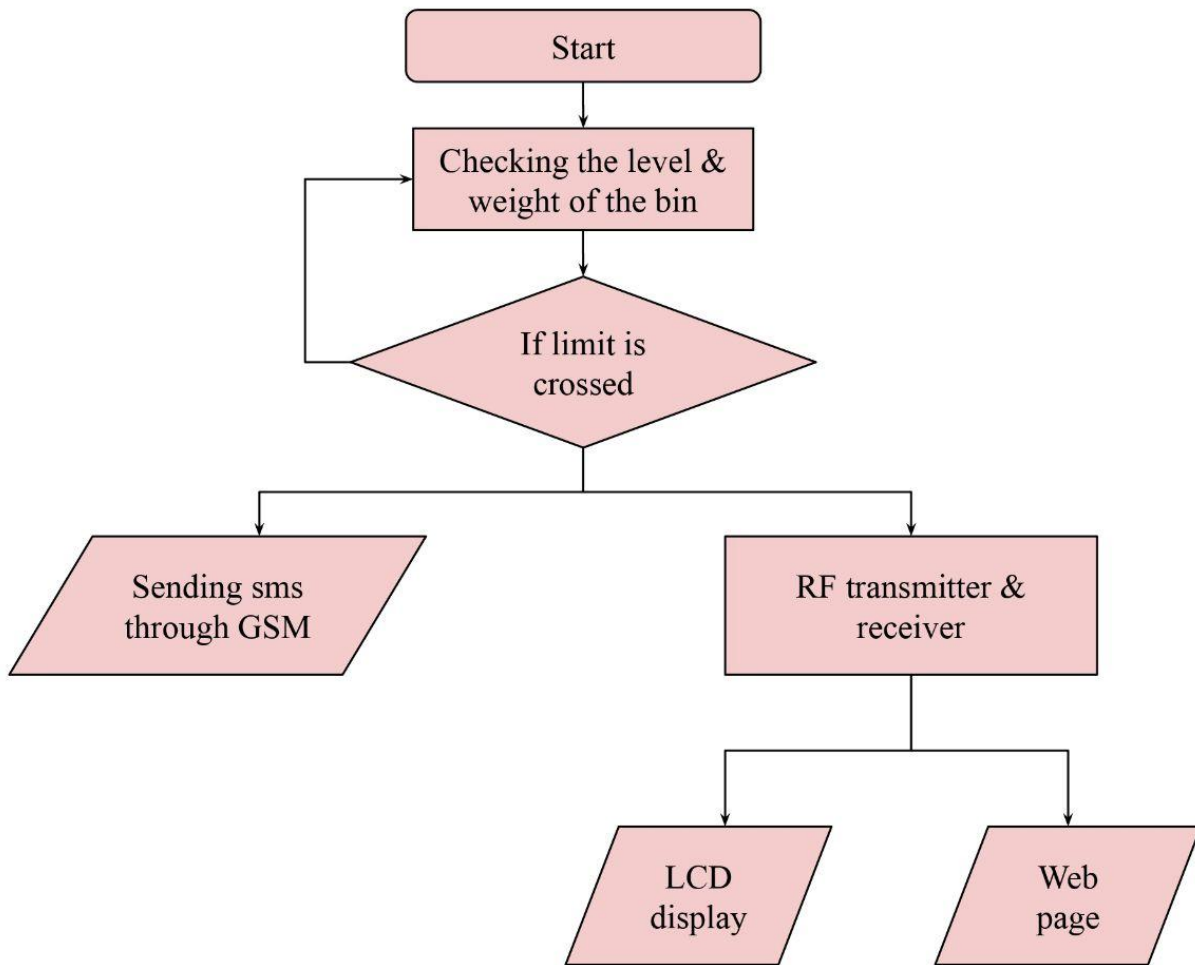 Start
Checking the level &
weight of the bin
If limit is
crossed
Sending sms
through GSM
RF transmitter &
receiver
LCD
display
Web
page